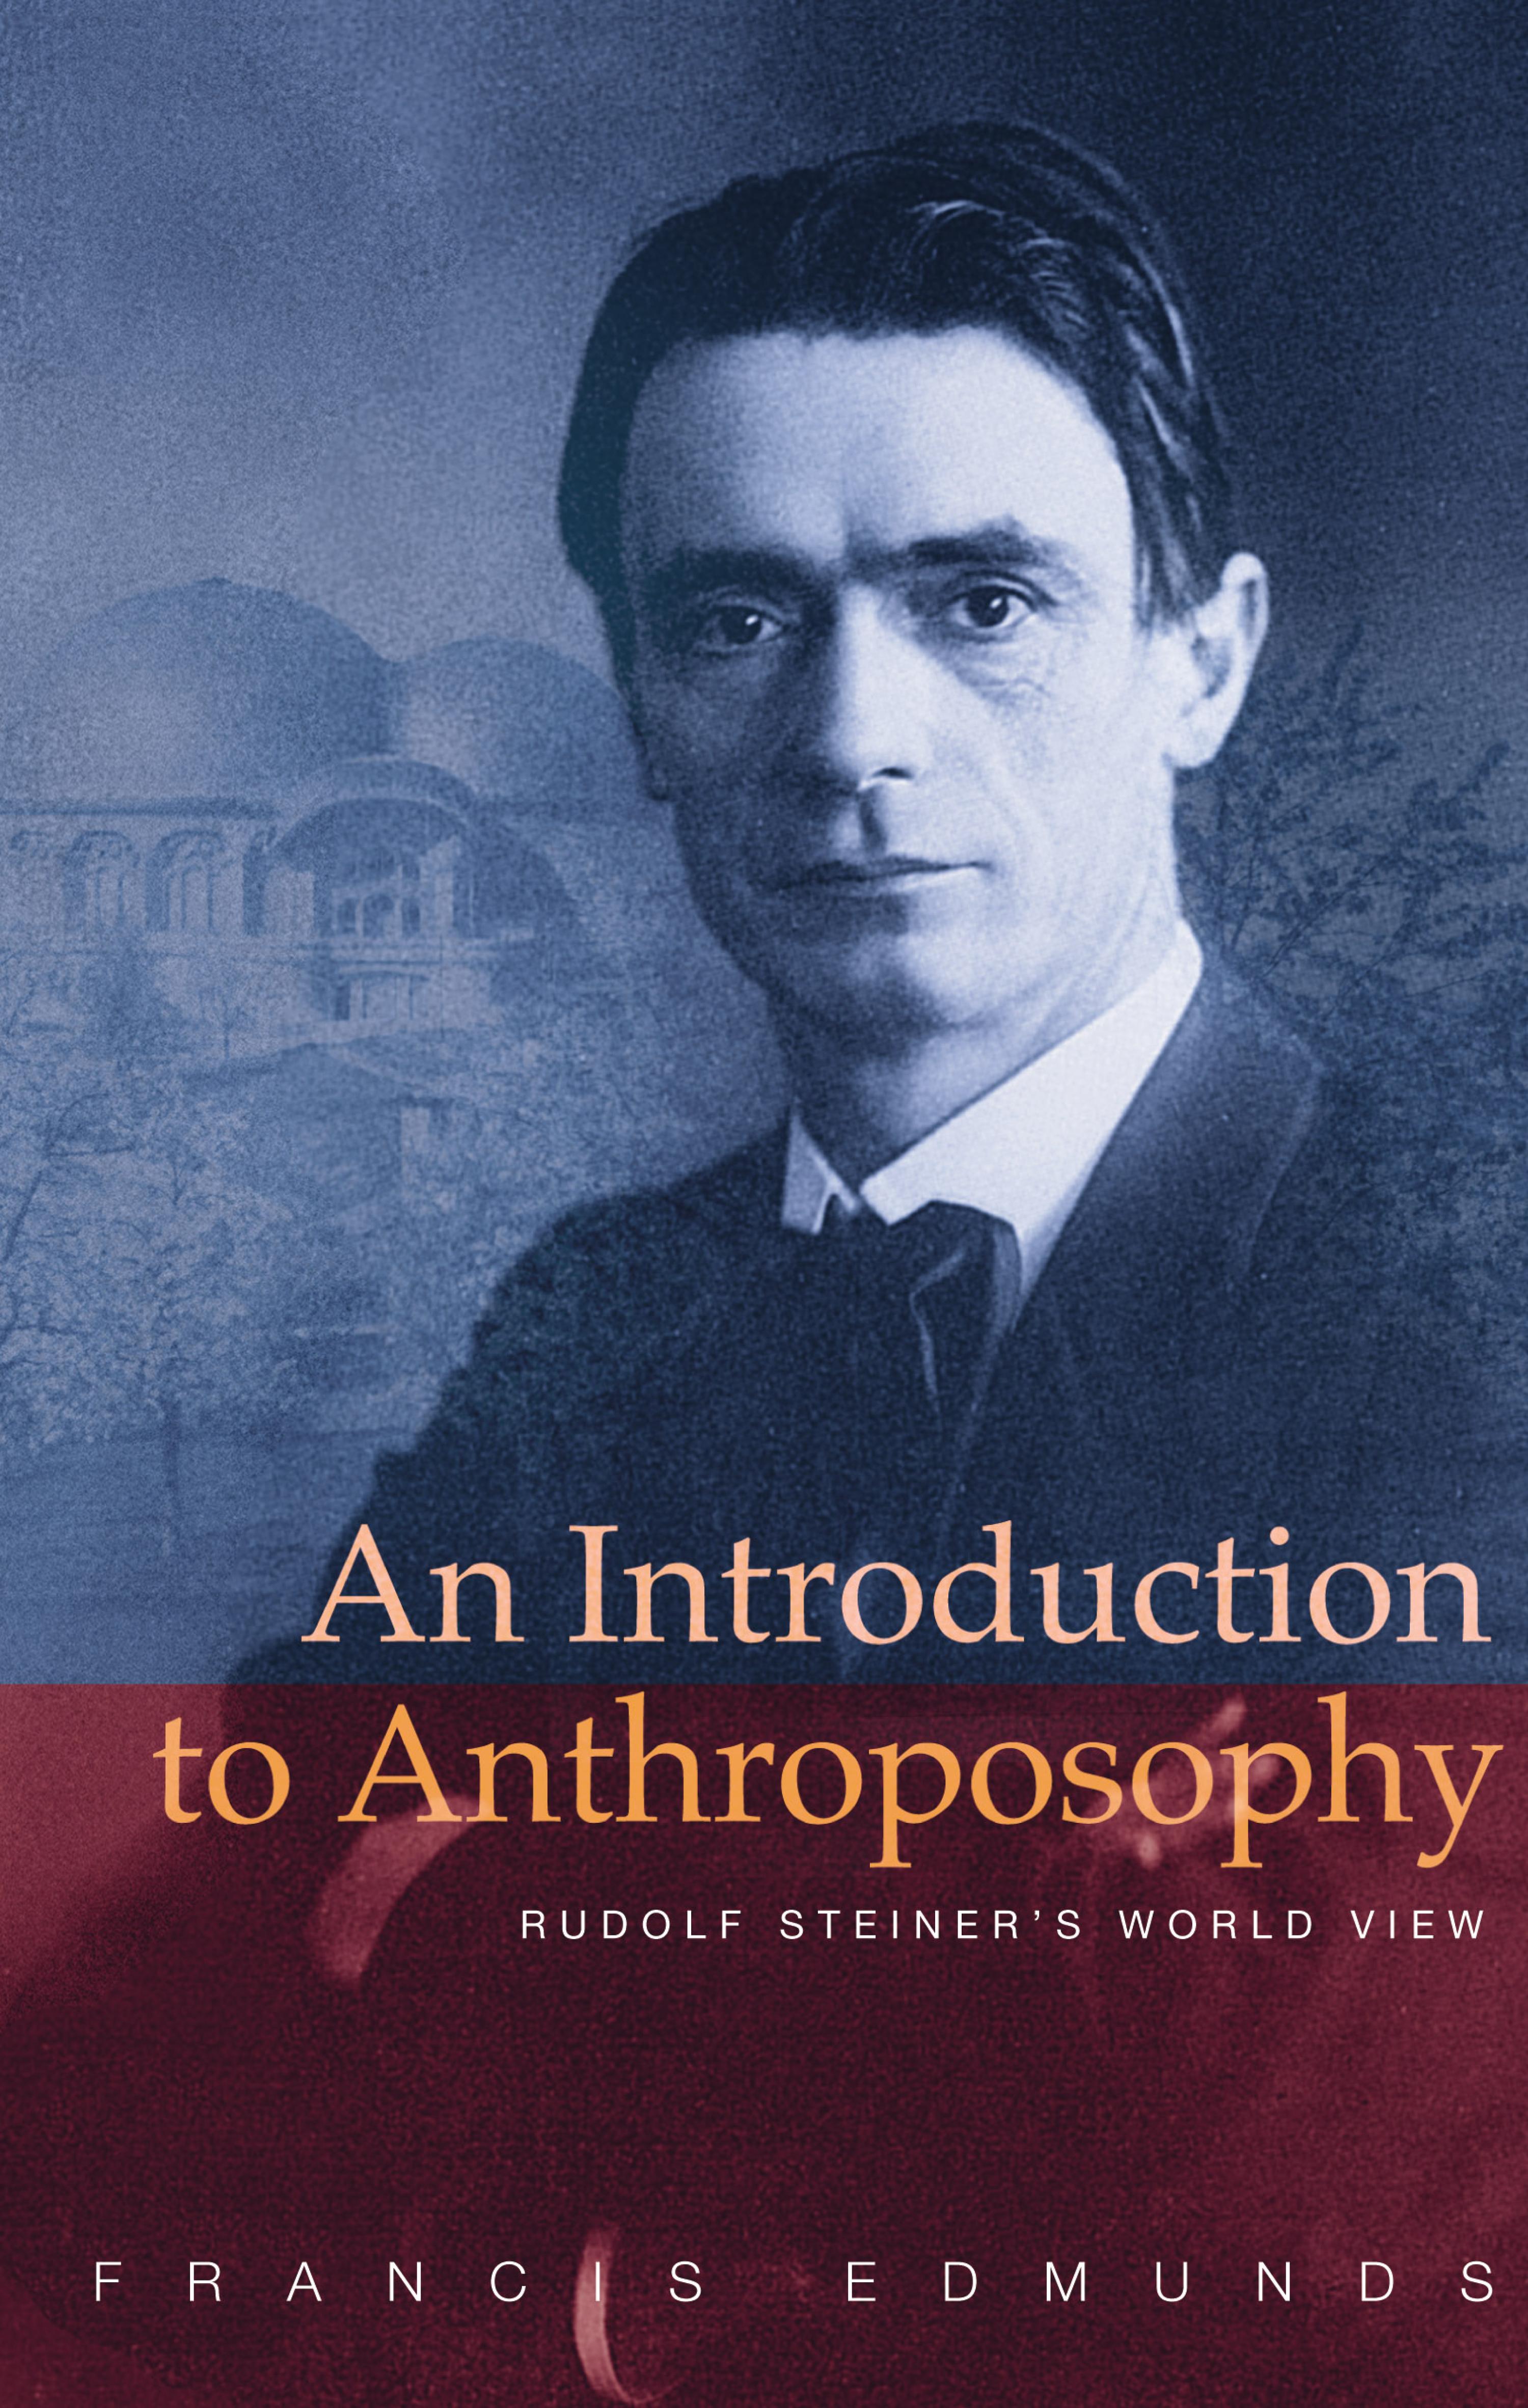 An Introduction
to Anthroposophy
RUDOLF STEINER’S WORLD VIEW
FRANCIS EDMUNDS